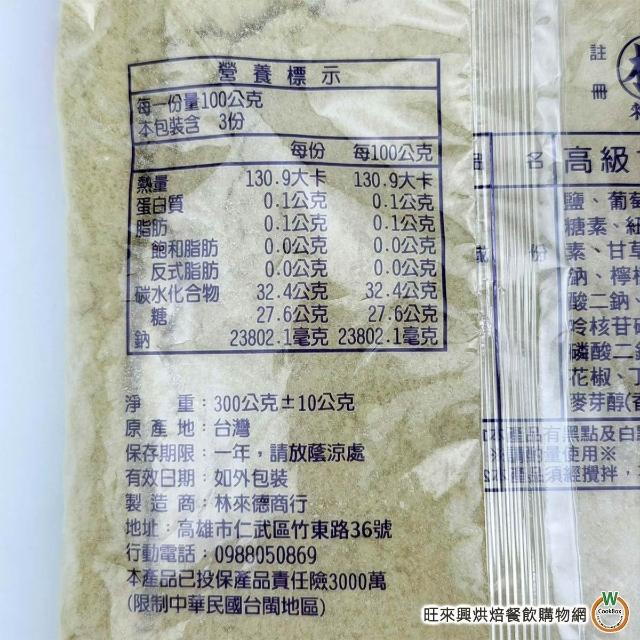 營養標示
每一份量100公克
本包裝含 3份
每份 每100公克
熱量 130.9大卡 130.9大卡
蛋白質 0.1公克 0.1公克
脂肪 0.1公克 0.1公克
飽和脂肪 0.0公克 0.0公克
反式脂肪 0.0公克 0.0公克
碳水化合物 32.4公克 32.4公克
糖 27.6公克 27.6公克
鈉 23802.1毫克 23802.1毫克
淨 重:300公克±10公克
原產地:台灣
保存期限:一年,請放蔭涼處
有效日期:如外包裝
製造商:林來德商行
地址:高雄市仁武區竹東路36號
行動電話:0988050869
本產品已投保產品責任險3000萬
(限制中華民國台閩地區)
註冊
名 高級
份 鹽、葡萄
糖素、
素、甘草
鈉、檸
酸二鈉
呤核苷
磷酸二
花椒、丁
麥芽醇(
產品有黑點及白
酌量使用※
產品須經攪拌,
W
CookBox
旺來興烘焙餐飲購物網